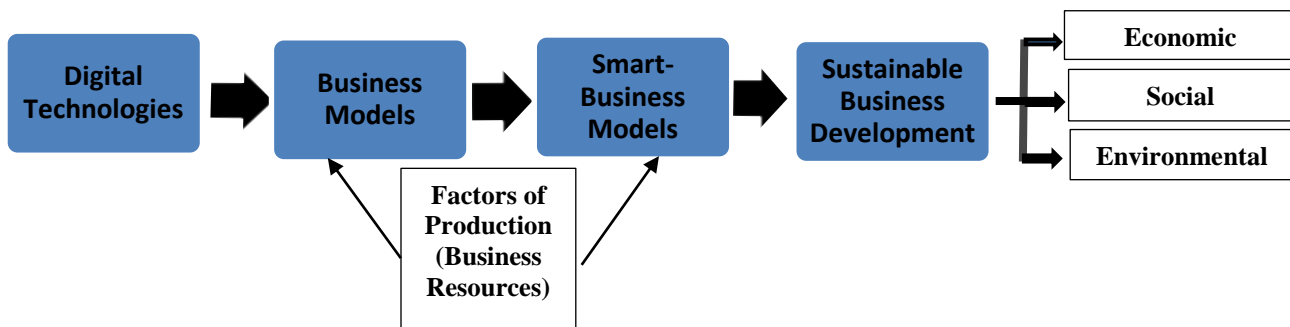 Digital
Technologies
Business
Models
Smart-
Business
Models
Sustainable
Business
Development
Economic
Social
Environmental
Factors of
Production
(Business
Resources)